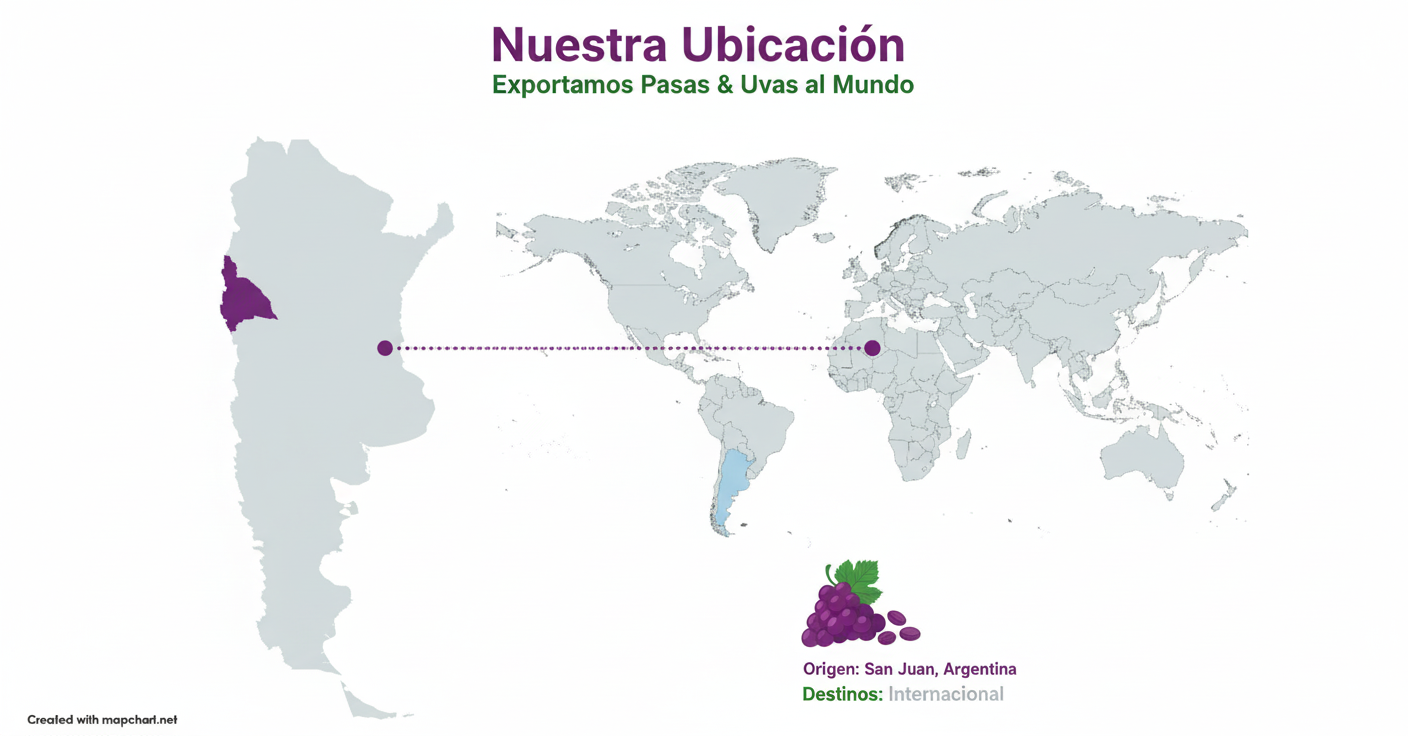 Nuestra Ubicación
Exportamos Pasas & Uvas al Mundo
Origen: San Juan, Argentina
Destinos: Internacional
Created with mapchart.net